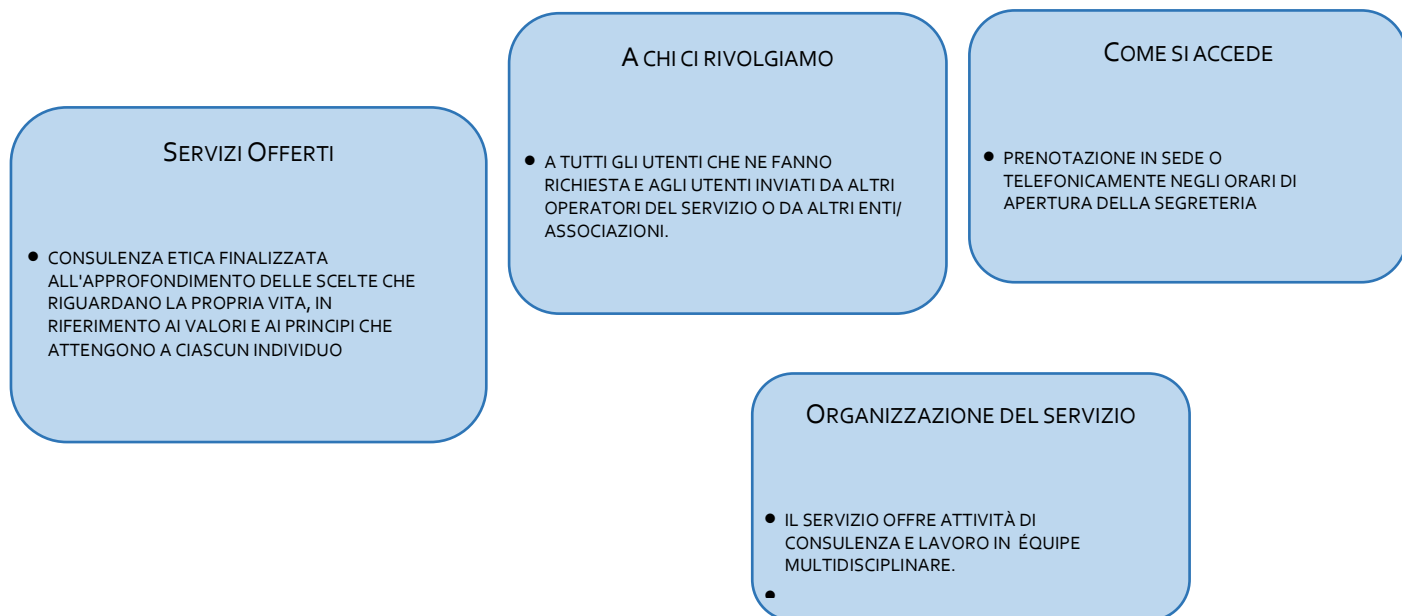 SERVIZI OFFERTI
• CONSULENZA ETICA FINALIZZATA
ALL'APPROFONDIMENTO DELLE SCELTE CHE
RIGUARDANO LA PROPRIA VITA, IN
RIFERIMENTO AI VALORI E AI PRINCIPI CHE
ATTENGONO A CIASCUN INDIVIDUO
A CHI CI RIVOLGIAMO
• A TUTTI GLI UTENTI CHE NE FANNO
RICHIESTA E AGLI UTENTI INVIATI DA ALTRI
OPERATORI DEL SERVIZIO O DA ALTRI ENTI/
ASSOCIAZIONI.
COME SI ACCEDE
• PRENOTAZIONE IN SEDE O
TELEFONICAMENTE NEGLI ORARI DI
APERTURA DELLA SEGRETERIA
ORGANIZZAZIONE DEL SERVIZIO
• IL SERVIZIO OFFRE ATTIVITÀ DI
CONSULENZA E LAVORO IN ÉQUIPE
MULTIDISCIPLINARE.
•